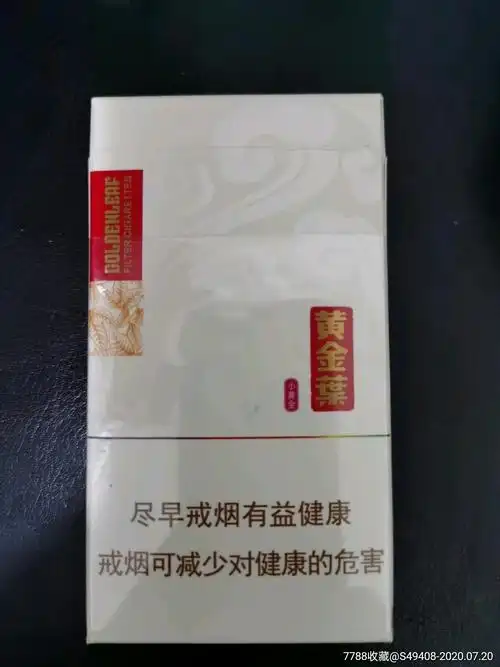 GOLDENLEAF
FILTER CIGARETTES
黄金葉
小黄金
尽早戒烟有益健康
戒烟可减少对健康的危害
7788收藏@S49408-2020.07.20